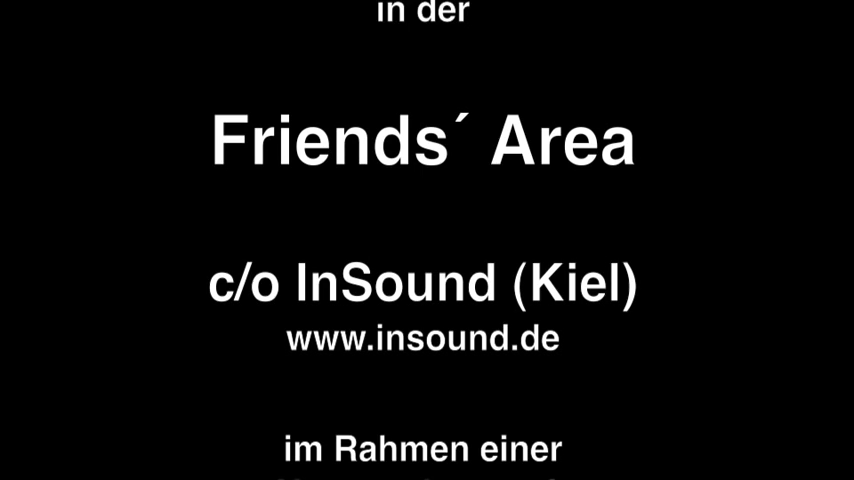 in der
Friends´ Area
c/o InSound (Kiel)
www.insound.de
im Rahmen einer